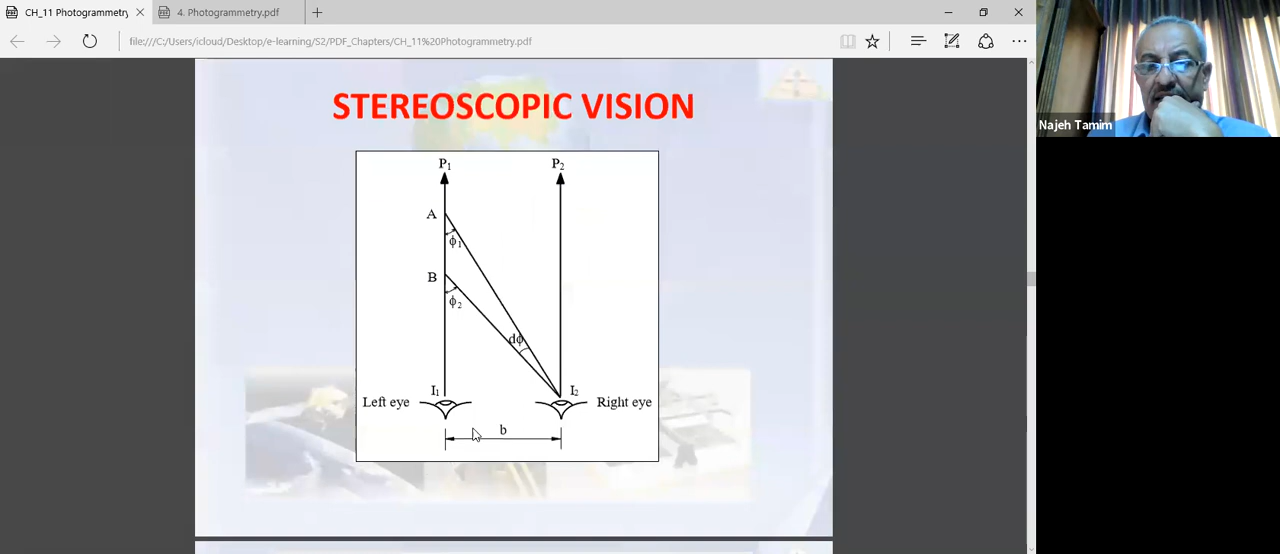 CH_11 Photogrammetry
4. Photogrammetry.pdf
file:///C:/Users/icloud/Desktop/e-learning/S2/PDF_Chapters/CH_11%20Photogrammetry.pdf
Najeh Tamim
STEREOSCOPIC VISION
P₁ P₂
A
ϕ₁
B
ϕ₂
dϕ
I₁ I₂
Left eye Right eye
b